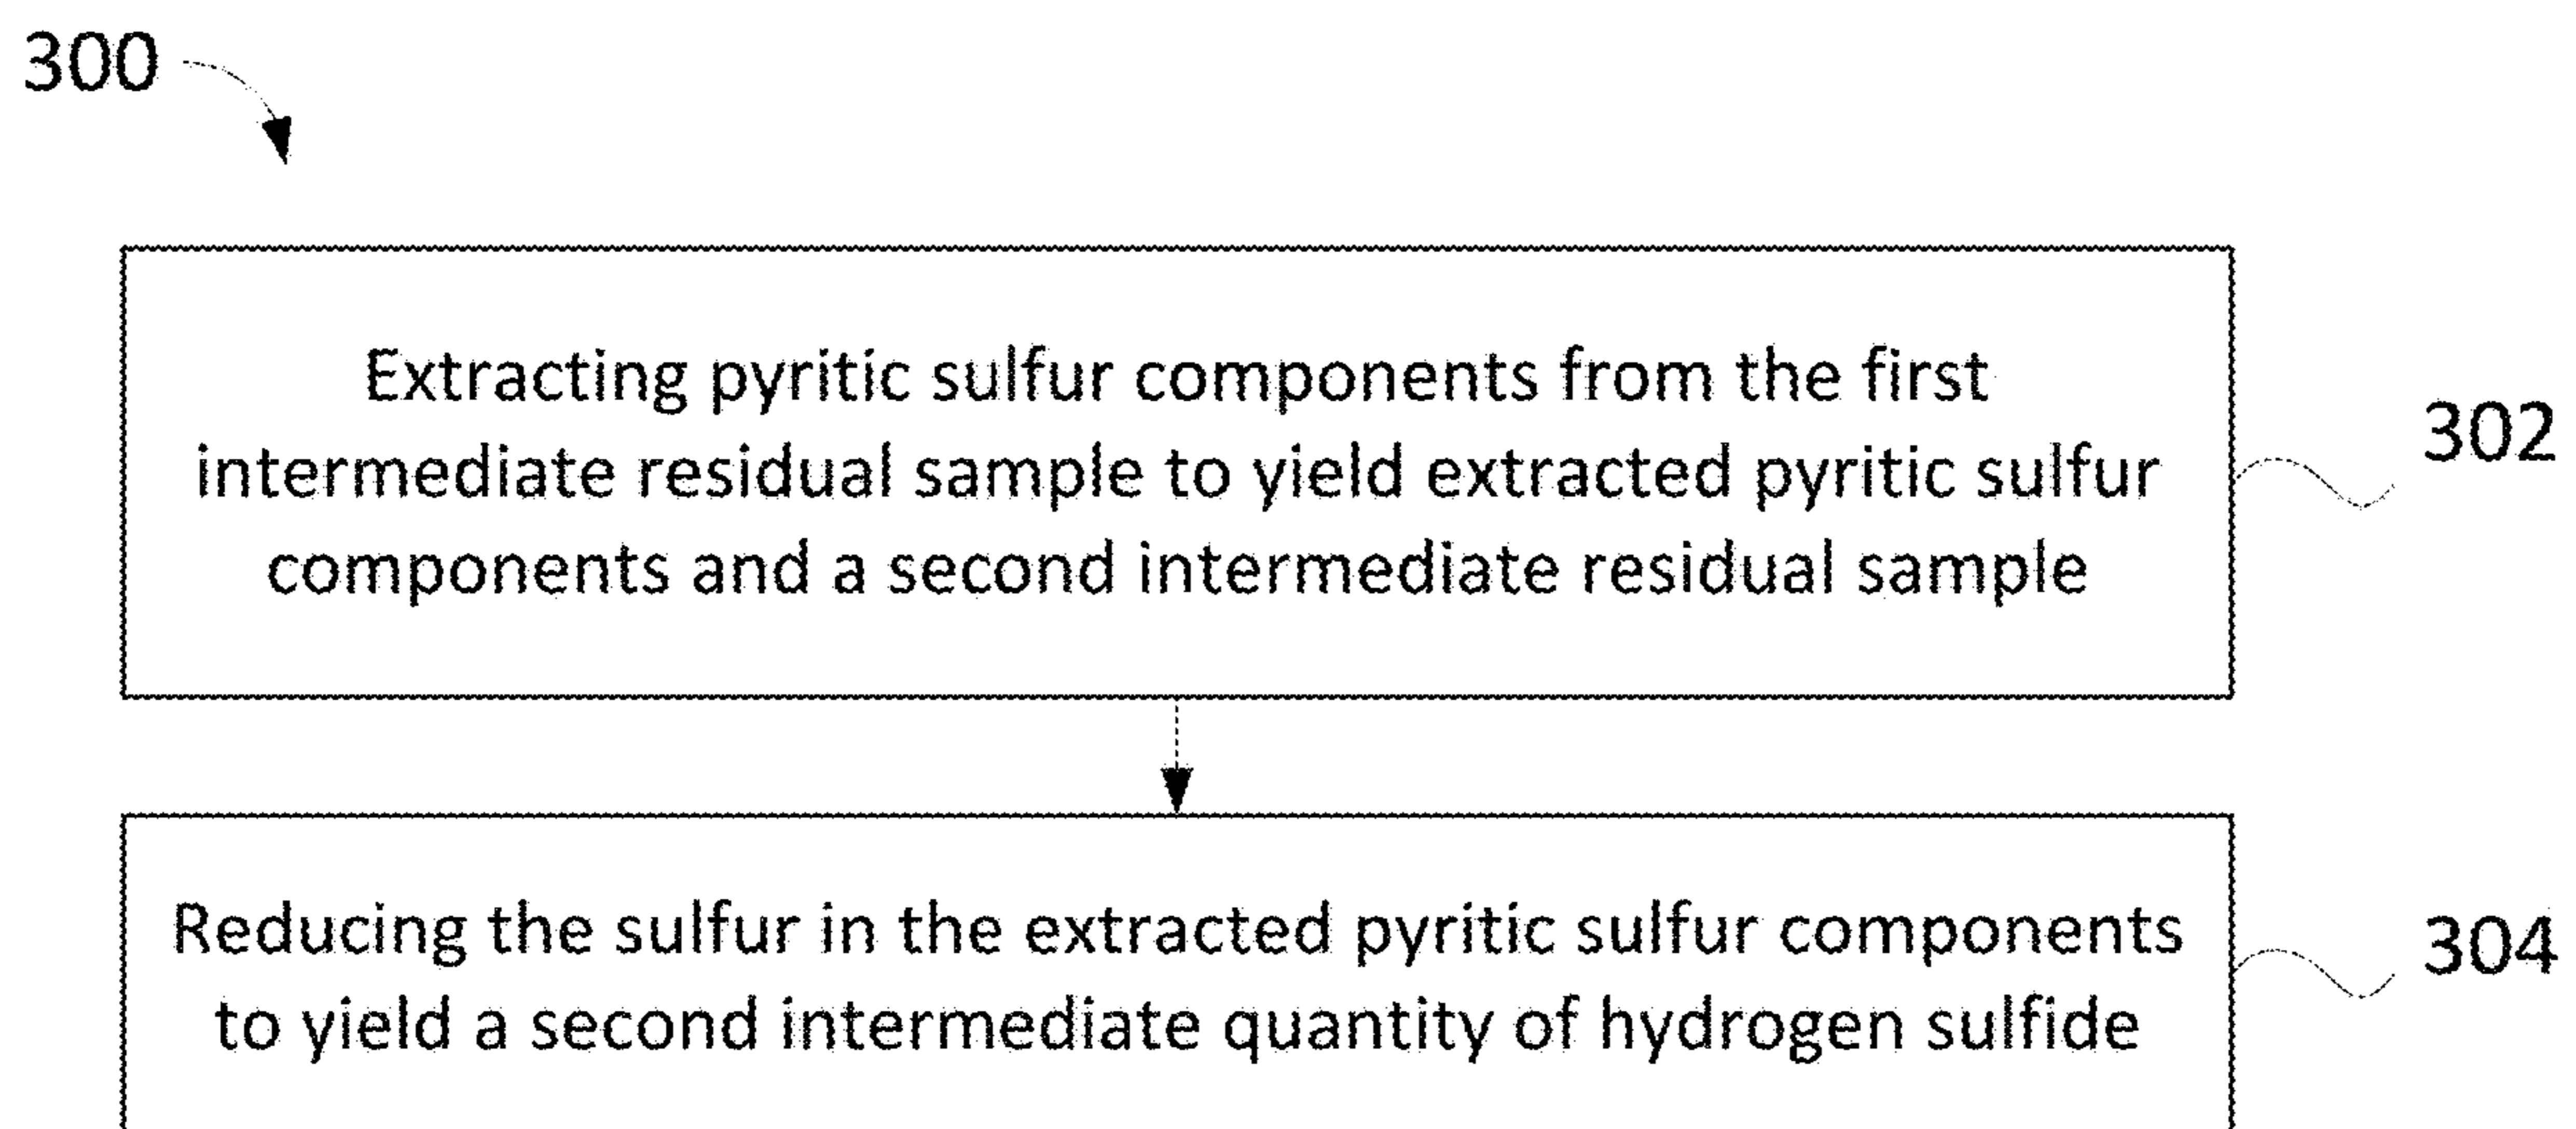 300
Extracting pyritic sulfur components from the first
intermediate residual sample to yield extracted pyritic sulfur
components and a second intermediate residual sample
302
Reducing the sulfur in the extracted pyritic sulfur components
to yield a second intermediate quantity of hydrogen sulfide
304